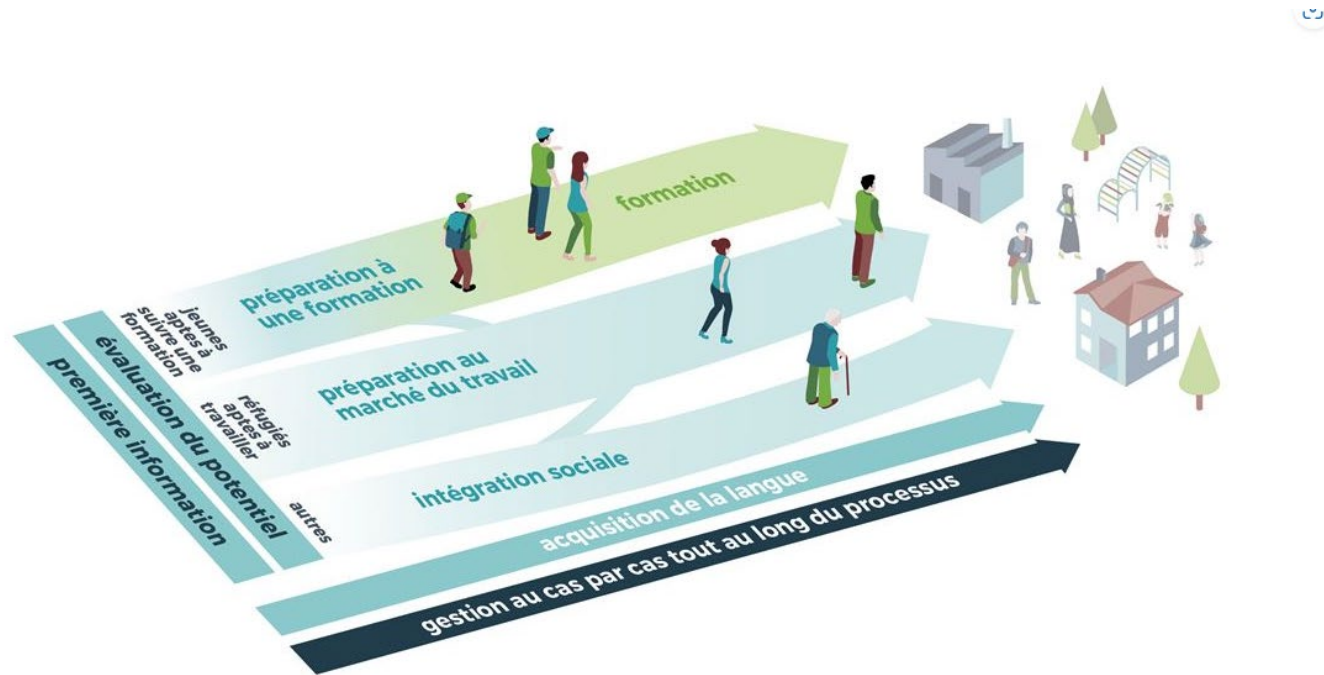 première information
évaluation du potentiel
jeunes
aptes à
suivre une
formation
préparation à
une formation
formation
réfugiés
aptes à
travailler
préparation au
marché du travail
autres
intégration sociale
acquisition de la langue
gestion au cas par cas tout au long du processus